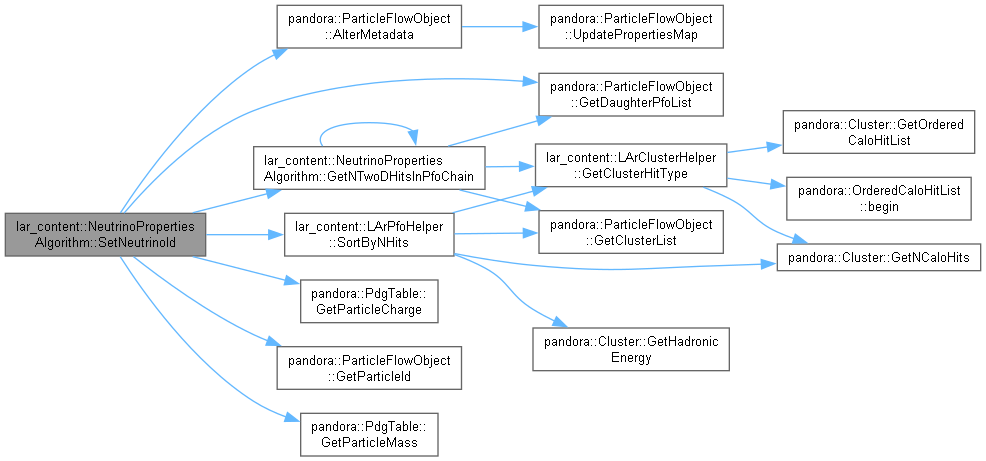 lar_content::NeutrinoProperties
Algorithm::SetNeutrinoId
pandora::ParticleFlowObject
::AlterMetadata
pandora::ParticleFlowObject
::UpdatePropertiesMap
pandora::ParticleFlowObject
::GetDaughterPfoList
lar_content::NeutrinoProperties
Algorithm::GetNTwoDHitsInPfoChain
lar_content::LArClusterHelper
::GetClusterHitType
pandora::Cluster::GetOrdered
CaloHitList
pandora::OrderedCaloHitList
::begin
lar_content::LArPfoHelper
::SortByNHits
pandora::ParticleFlowObject
::GetClusterList
pandora::Cluster::GetNCaloHits
pandora::PdgTable::
GetParticleCharge
pandora::Cluster::GetHadronic
Energy
pandora::ParticleFlowObject
::GetParticleId
pandora::PdgTable::
GetParticleMass